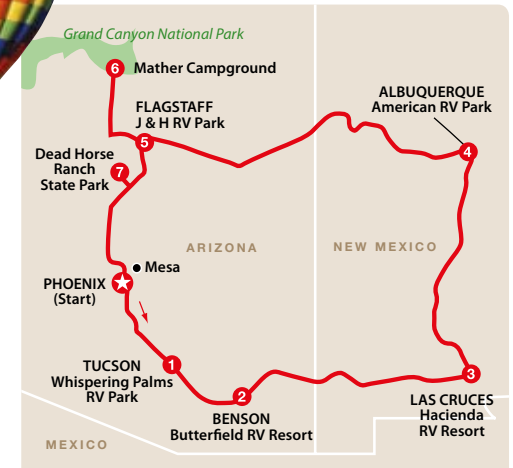 Grand Canyon National Park
6
Mather Campground
FLAGSTAFF
J & H RV Park
5
ALBUQUERQUE
American RV Park
4
Dead Horse
Ranch
State Park
7
ARIZONA
NEW MEXICO
Mesa
PHOENIX
(Start)
1
TUCSON
Whispering Palms
RV Park
2
BENSON
Butterfield RV Resort
3
LAS CRUCES
Hacienda
RV Resort
MEXICO